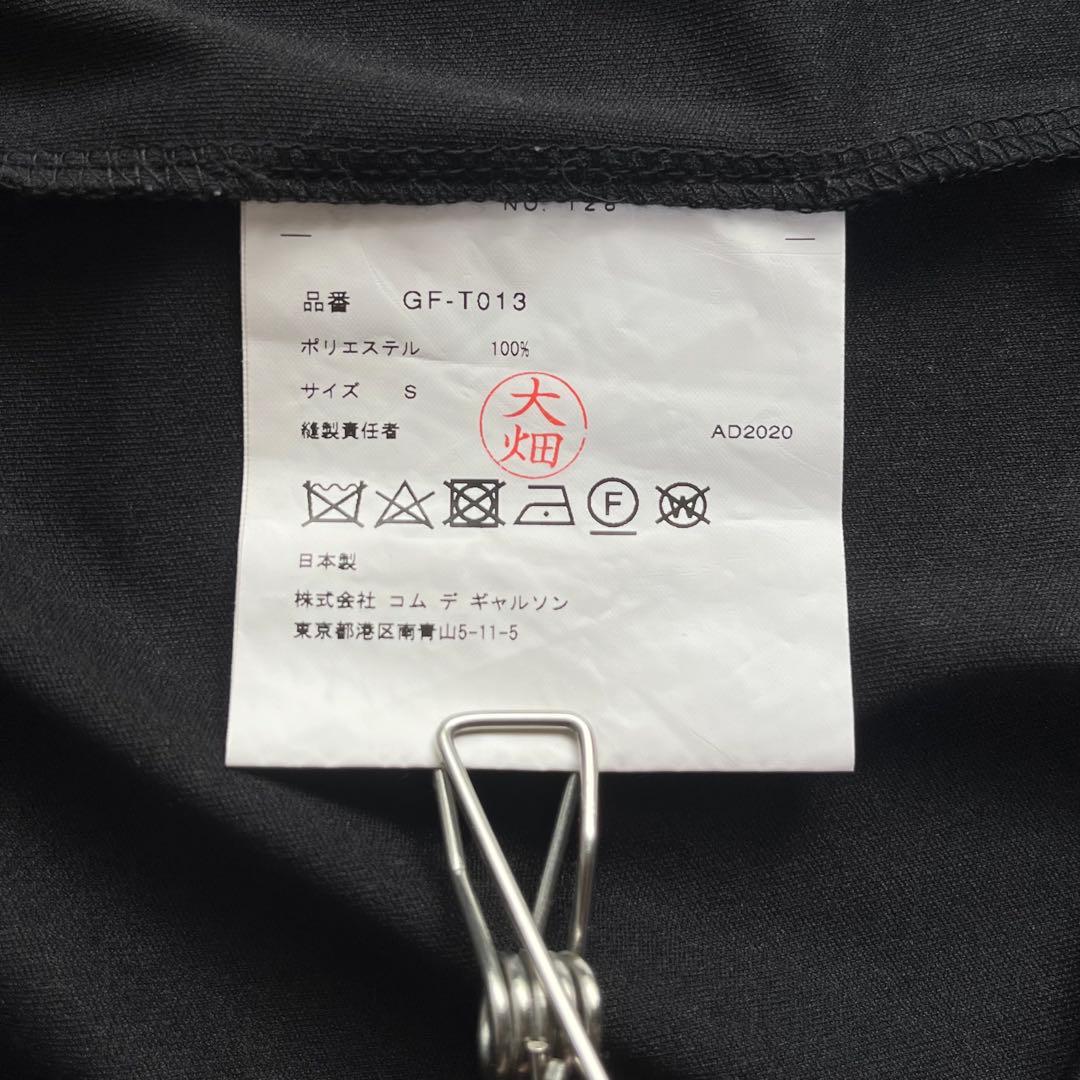 NO. 128
品番 GF-T013
ポリエステル 100%
サイズ S
縫製責任者 大畑 AD2020
F W
日本製
株式会社 コム デ ギャルソン
東京都港区南青山5-11-5